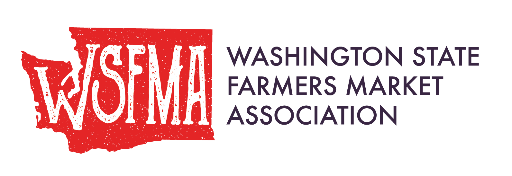 WSFMA
WASHINGTON STATE
FARMERS MARKET
ASSOCIATION